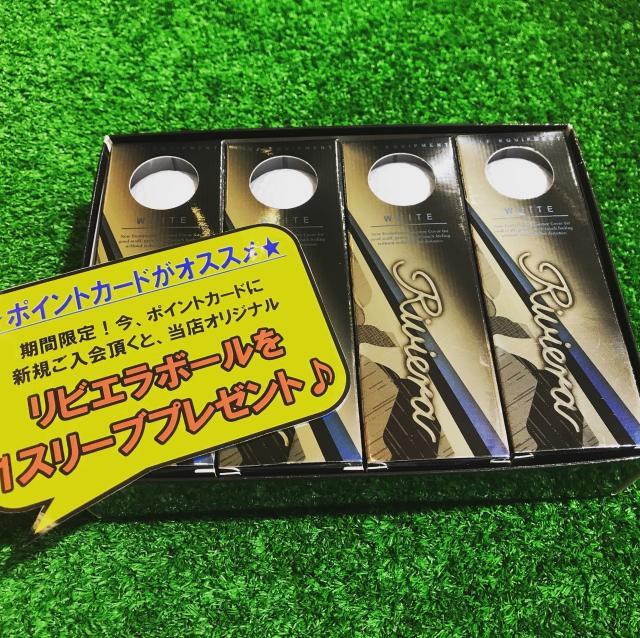 ★ポイントカードがオススメ★
期間限定！今、ポイントカードに
新規ご入会頂くと、当店オリジナル
リビエラボールを
1スリーブプレゼント♪
WHITE
EQUIPMENT
WHITE
Riviera
EQUIPMENT
WHITE
Riviera